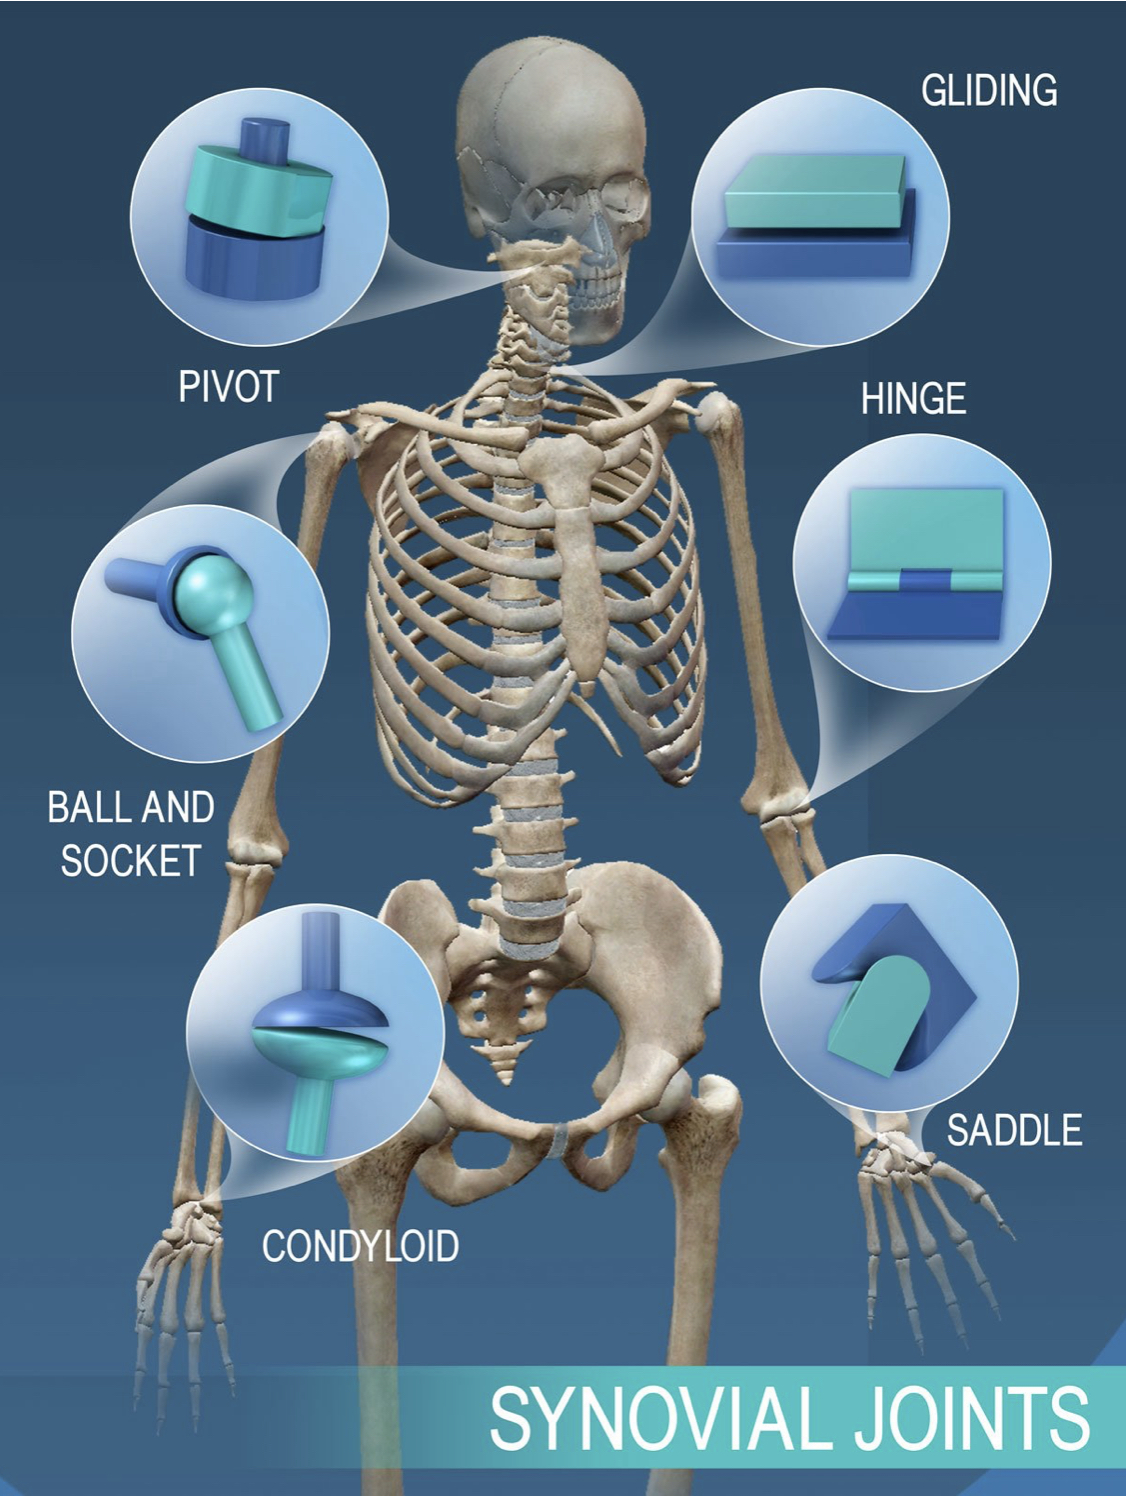 GLIDING
PIVOT
HINGE
BALL AND
SOCKET
SADDLE
CONDYLOID
SYNOVIAL JOINTS